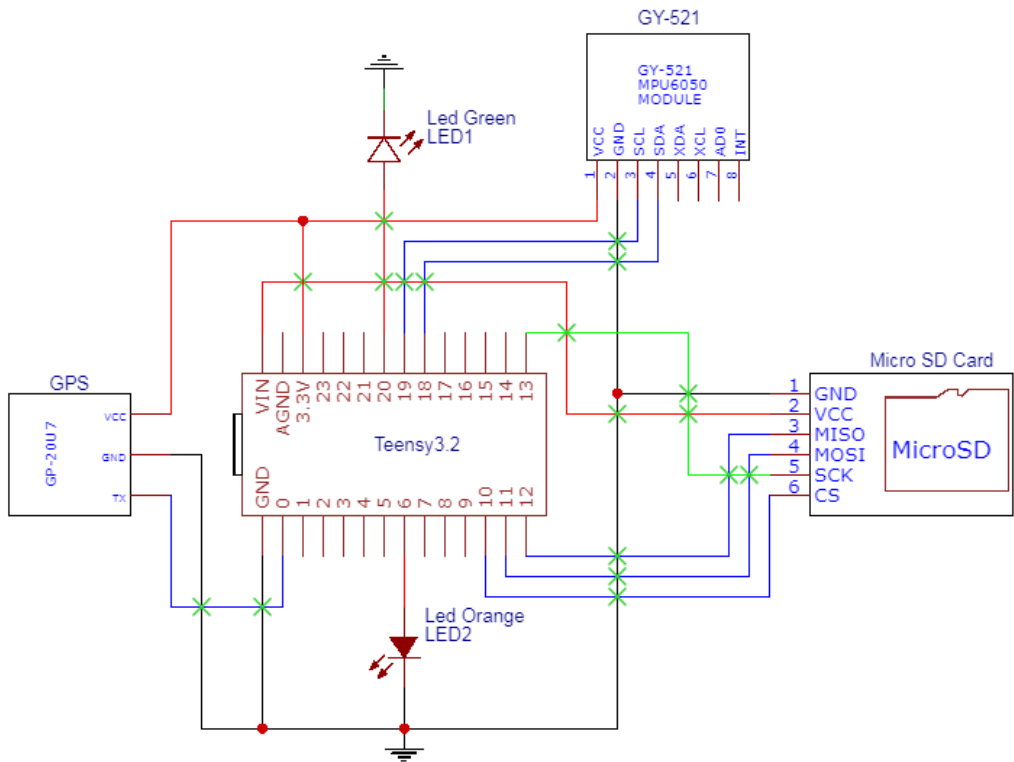 GY-521
GY-521
MPU6050
MODULE
VCC
GND
SCL
SDA
XDA
XCL
AD0
INT
1
2
3
4
5
6
7
8
Led Green
LED1
GPS
GP-20U7
VCC
GND
TX
VIN
AGND
3.3V
23
22
21
20
19
18
17
16
15
14
13
Teensy3.2
GND
0
1
2
3
4
5
6
7
8
9
10
11
12
Micro SD Card
1 GND
2 VCC
3 MISO
4 MOSI
5 SCK
6 CS
MicroSD
Led Orange
LED2